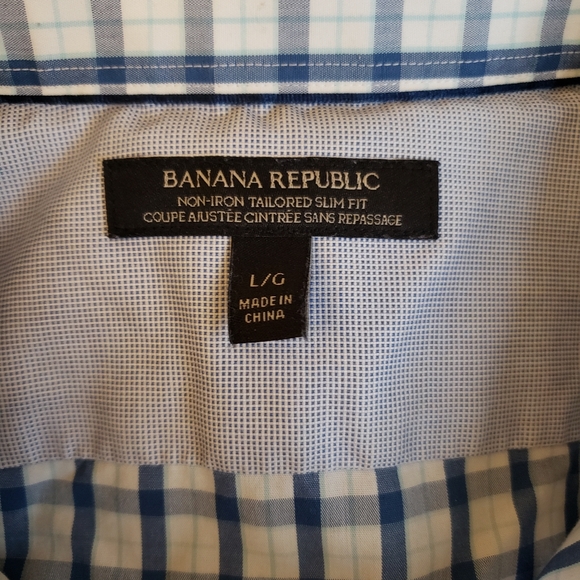 BANANA REPUBLIC
NON-IRON TAILORED SLIM FIT
COUPE AJUSTÉE CINTRÉE SANS REPASSAGE
L/G
MADE IN
CHINA